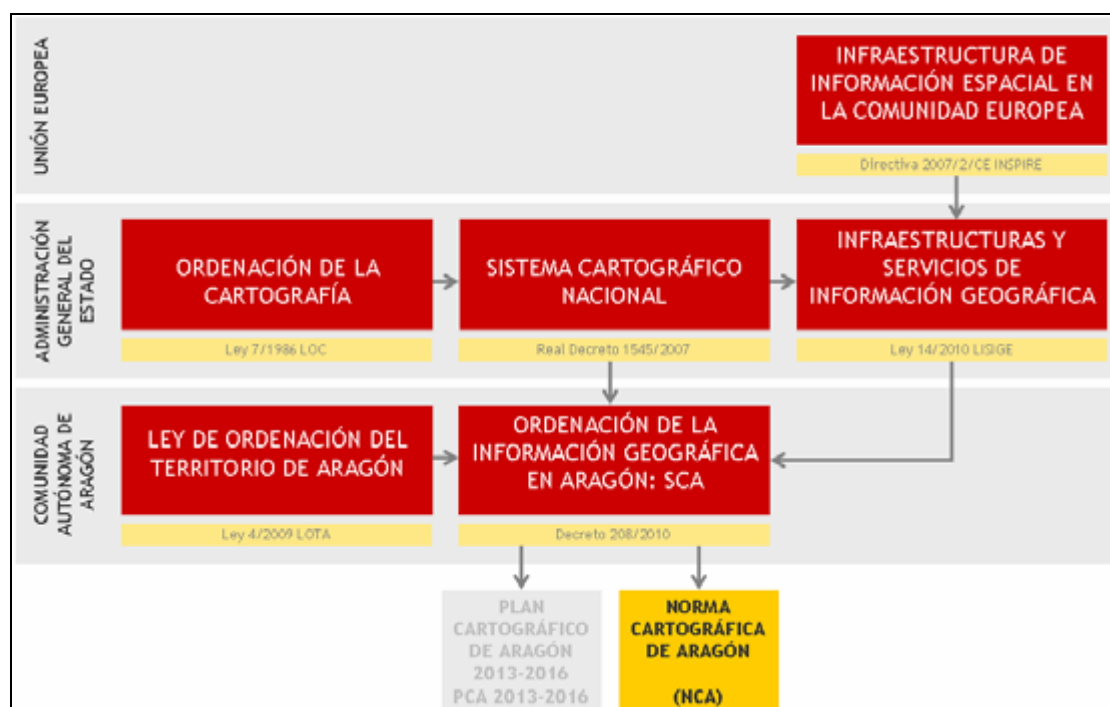 UNIÓN EUROPEA
INFRAESTRUCTURA DE
INFORMACIÓN ESPACIAL EN
LA COMUNIDAD EUROPEA
Directiva 2007/2/CE INSPIRE
ADMINISTRACIÓN
GENERAL DEL
ESTADO
ORDENACIÓN DE LA
CARTOGRAFÍA
Ley 7/1986 LOC
SISTEMA CARTOGRÁFICO
NACIONAL
Real Decreto 1545/2007
INFRAESTRUCTURAS Y
SERVICIOS DE
INFORMACIÓN GEOGRÁFICA
Ley 14/2010 LISIGE
COMUNIDAD
AUTÓNOMA DE
ARAGÓN
LEY DE ORDENACIÓN DEL
TERRITORIO DE ARAGÓN
Ley 4/2009 LOTA
ORDENACIÓN DE LA
INFORMACIÓN GEOGRÁFICA
EN ARAGÓN: SCA
Decreto 208/2010
PLAN
CARTOGRÁFICO
DE ARAGÓN
2013-2016
PCA 2013-2016
NORMA
CARTOGRÁFICA
DE ARAGÓN
(NCA)